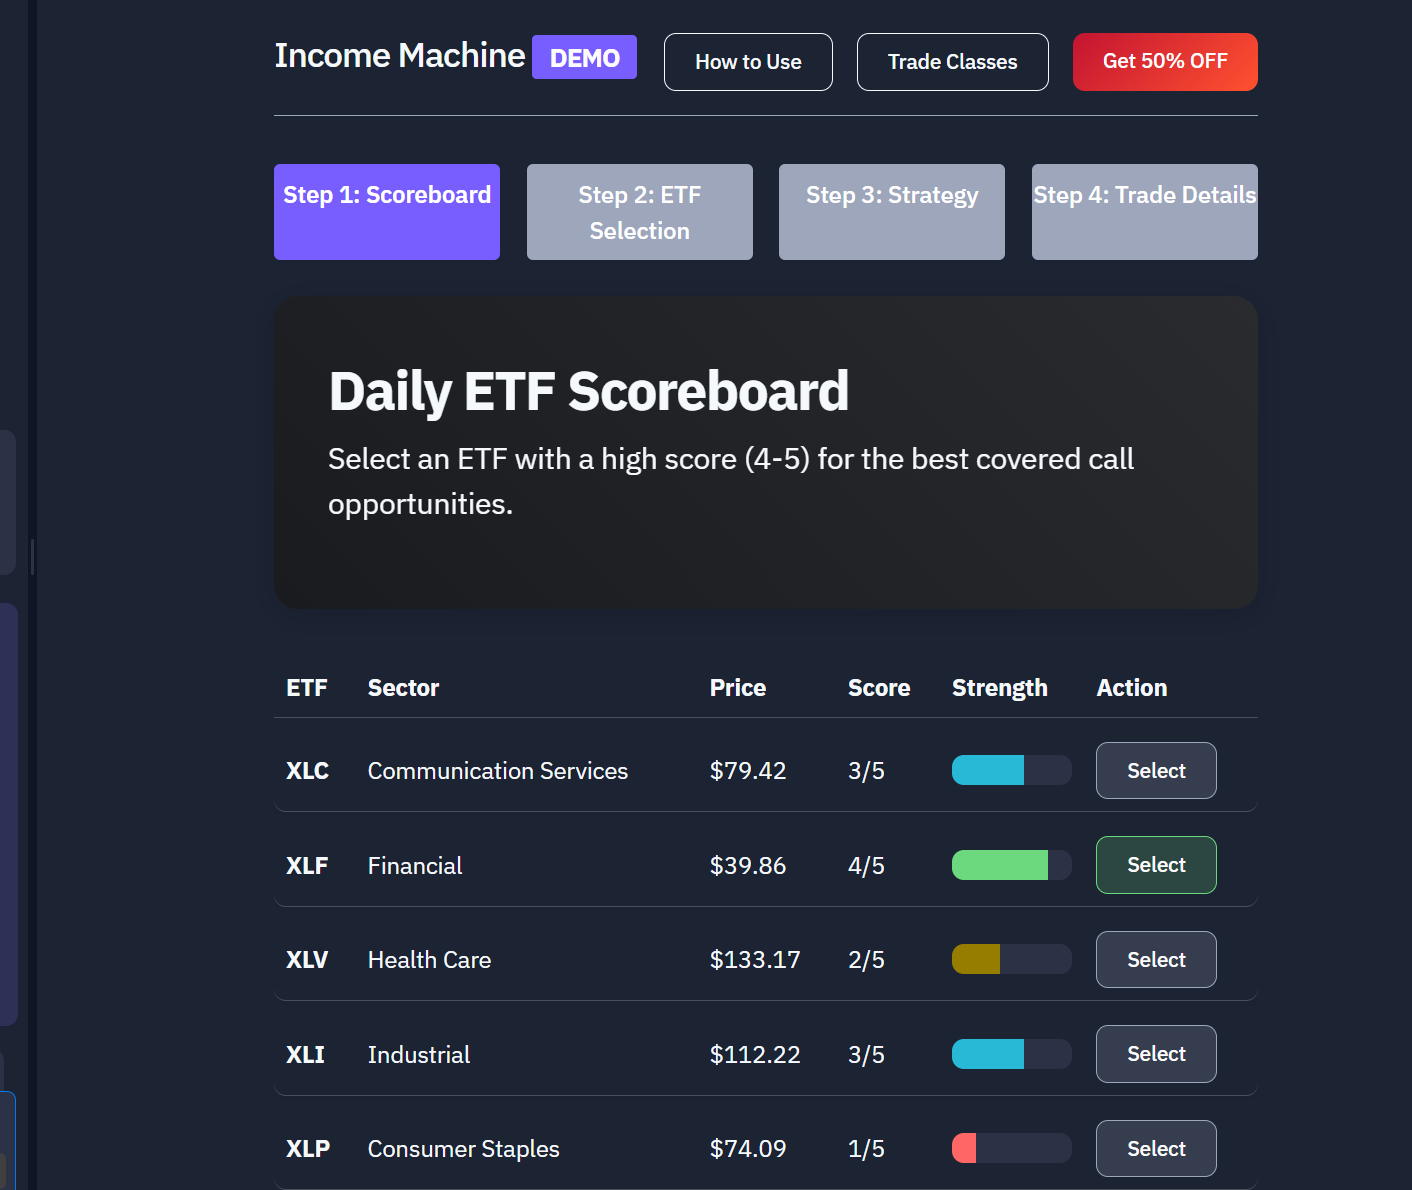 Income Machine DEMO How to Use Trade Classes Get 50% OFF
Step 1: Scoreboard Step 2: ETF Selection Step 3: Strategy Step 4: Trade Details
Daily ETF Scoreboard
Select an ETF with a high score (4-5) for the best covered call
opportunities.
ETF Sector Price Score Strength Action
XLC Communication Services $79.42 3/5 Select
XLF Financial $39.86 4/5 Select
XLV Health Care $133.17 2/5 Select
XLI Industrial $112.22 3/5 Select
XLP Consumer Staples $74.09 1/5 Select